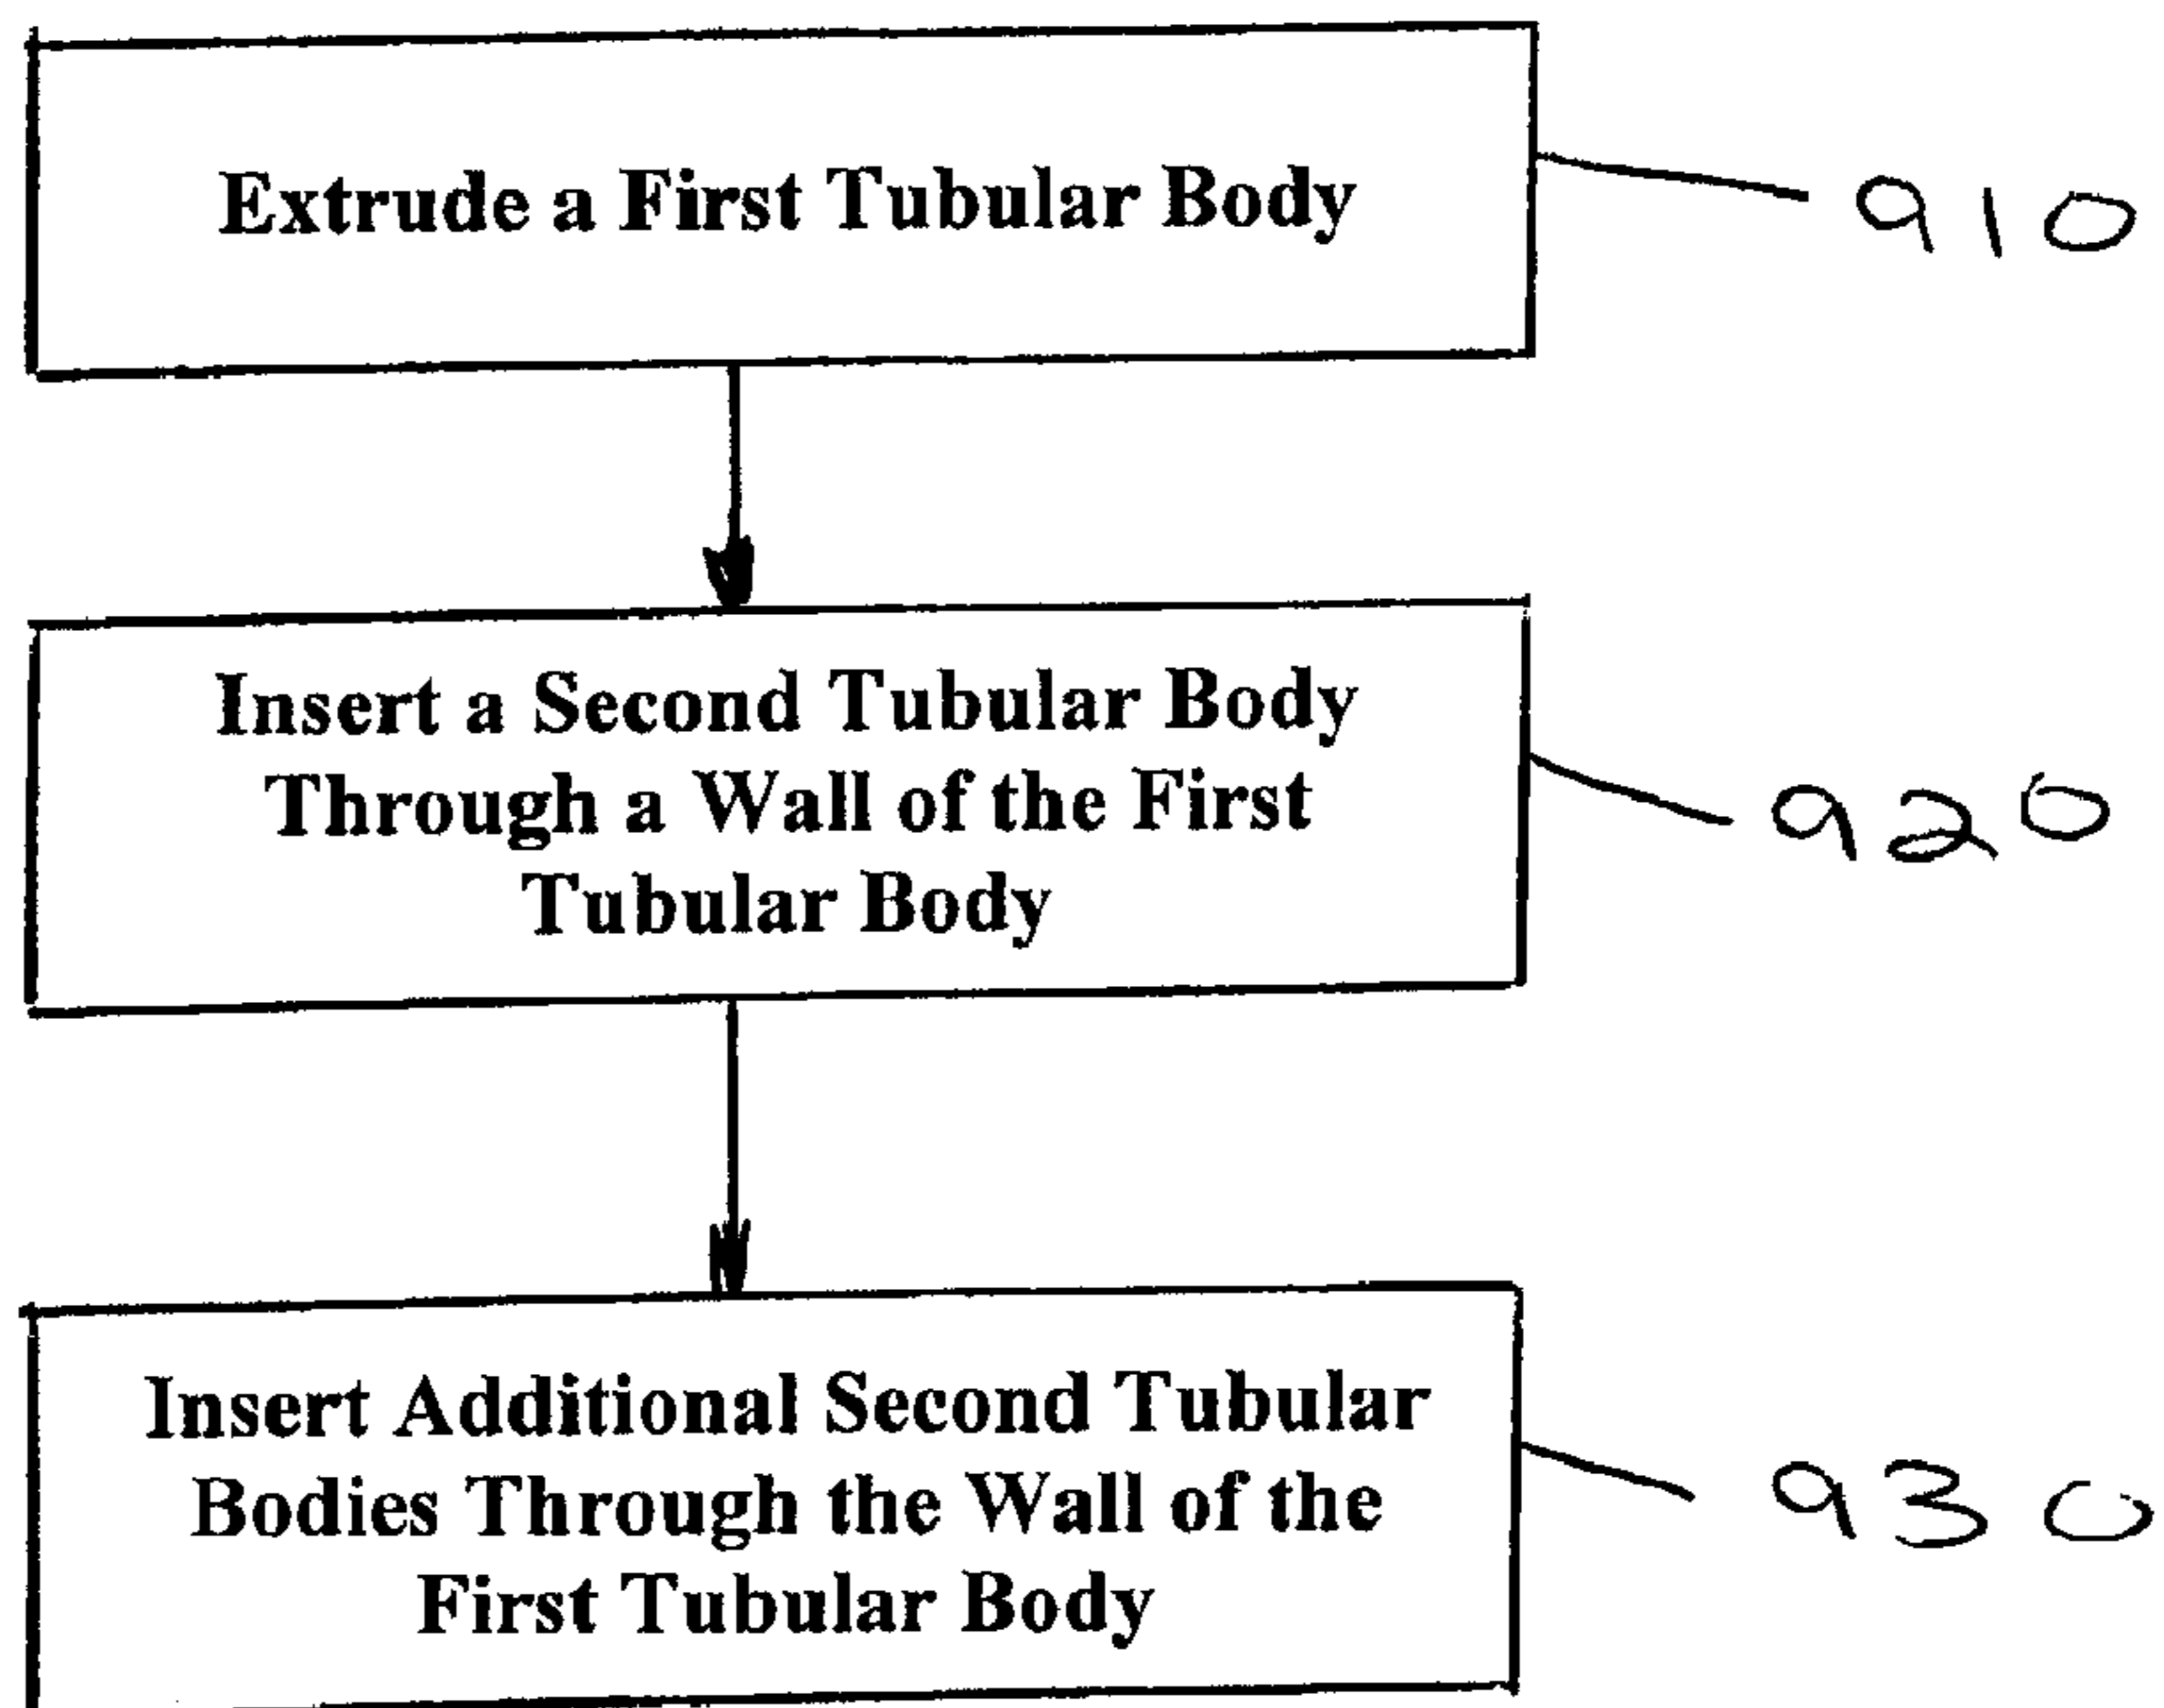 Extrude a First Tubular Body
910
Insert a Second Tubular Body
Through a Wall of the First
Tubular Body
920
Insert Additional Second Tubular
Bodies Through the Wall of the
First Tubular Body
930